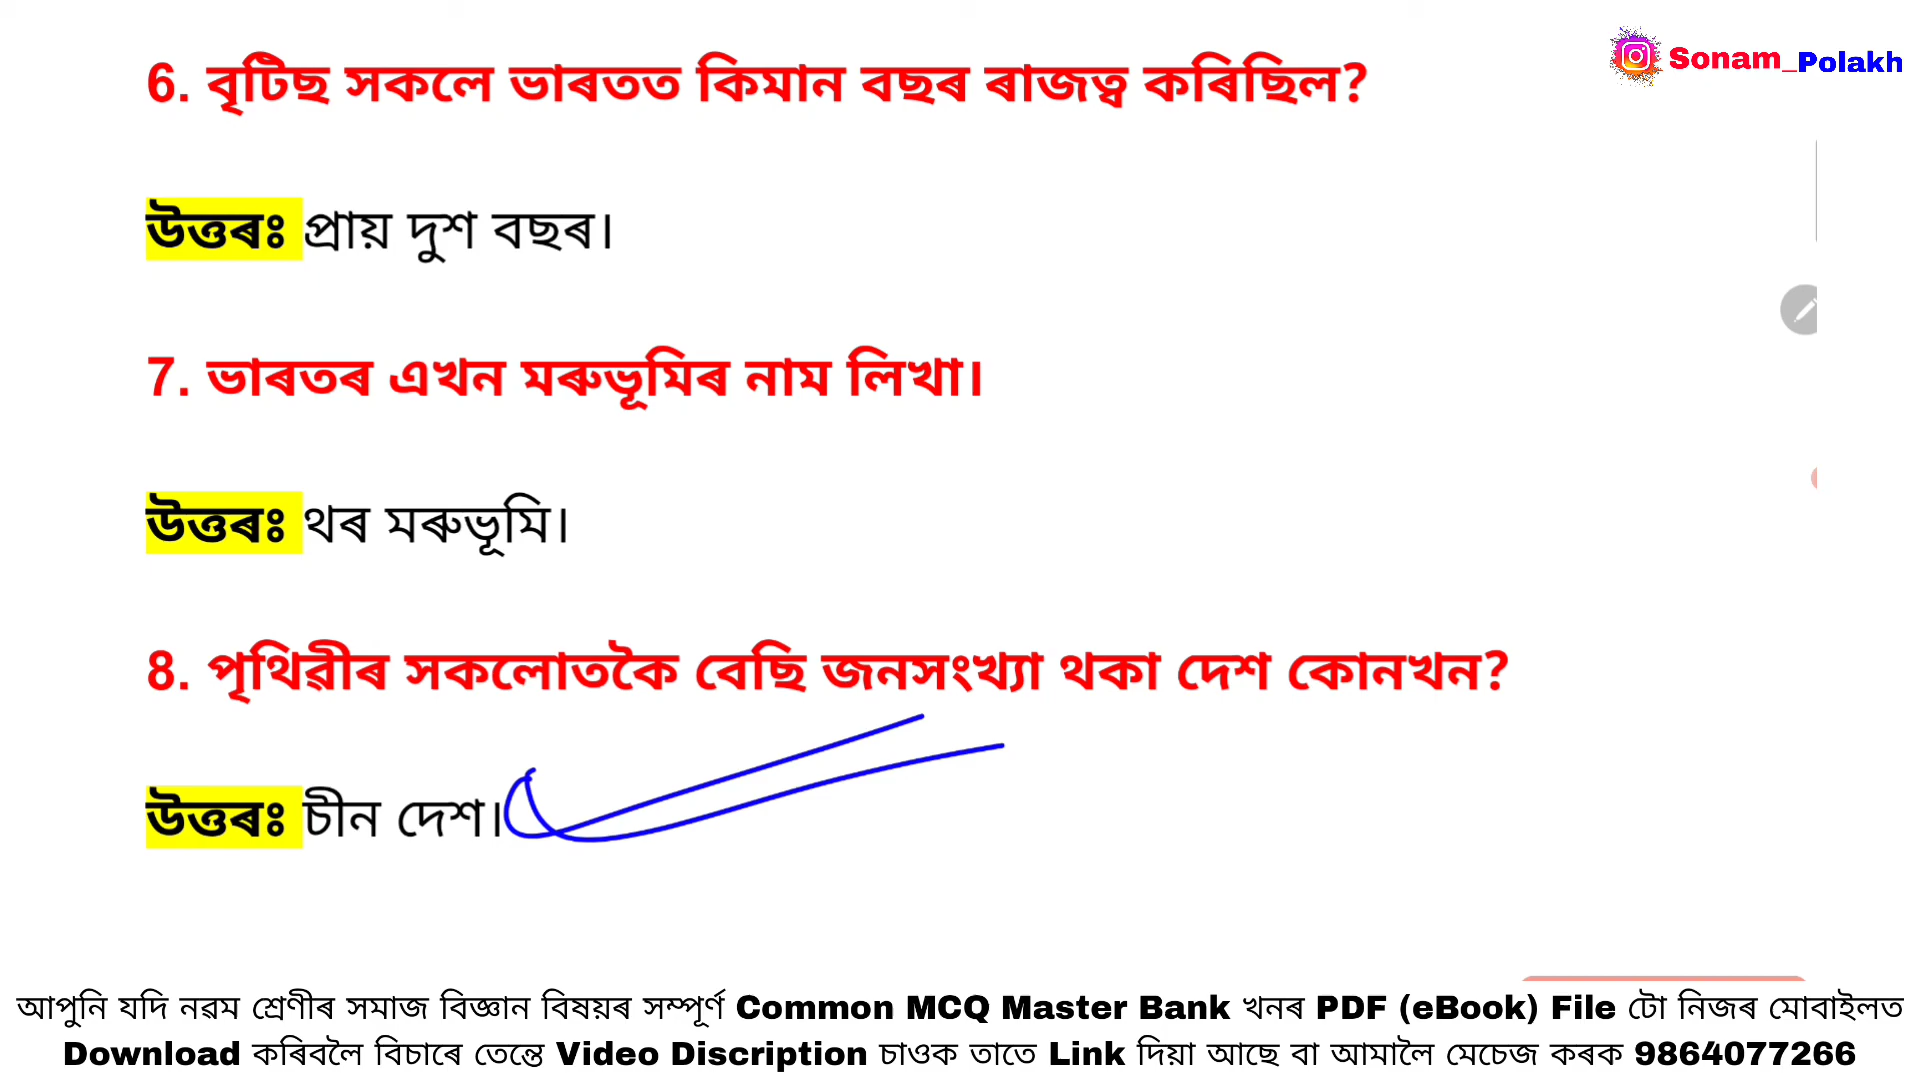 Sonam_Polakh
6. বৃটিছ সকলে ভাৰতত কিমান বছৰ ৰাজত্ব কৰিছিল?
উত্তৰঃ প্ৰায় দুশ বছৰ।
7. ভাৰতৰ এখন মৰুভূমিৰ নাম লিখা।
উত্তৰঃ থৰ মৰুভূমি।
8. পৃথিৱীৰ সকলোতকৈ বেছি জনসংখ্যা থকা দেশ কোনখন?
উত্তৰঃ চীন দেশ।
আপুনি যদি নৱম শ্ৰেণীৰ সমাজ বিজ্ঞান বিষয়ৰ সম্পূৰ্ণ Common MCQ Master Bank খনৰ PDF (eBook) File টো নিজৰ মোবাইলত
Download কৰিবলৈ বিচাৰে তেন্তে Video Discription চাওক তাতে Link দিয়া আছে বা আমালৈ মেচেজ কৰক 9864077266